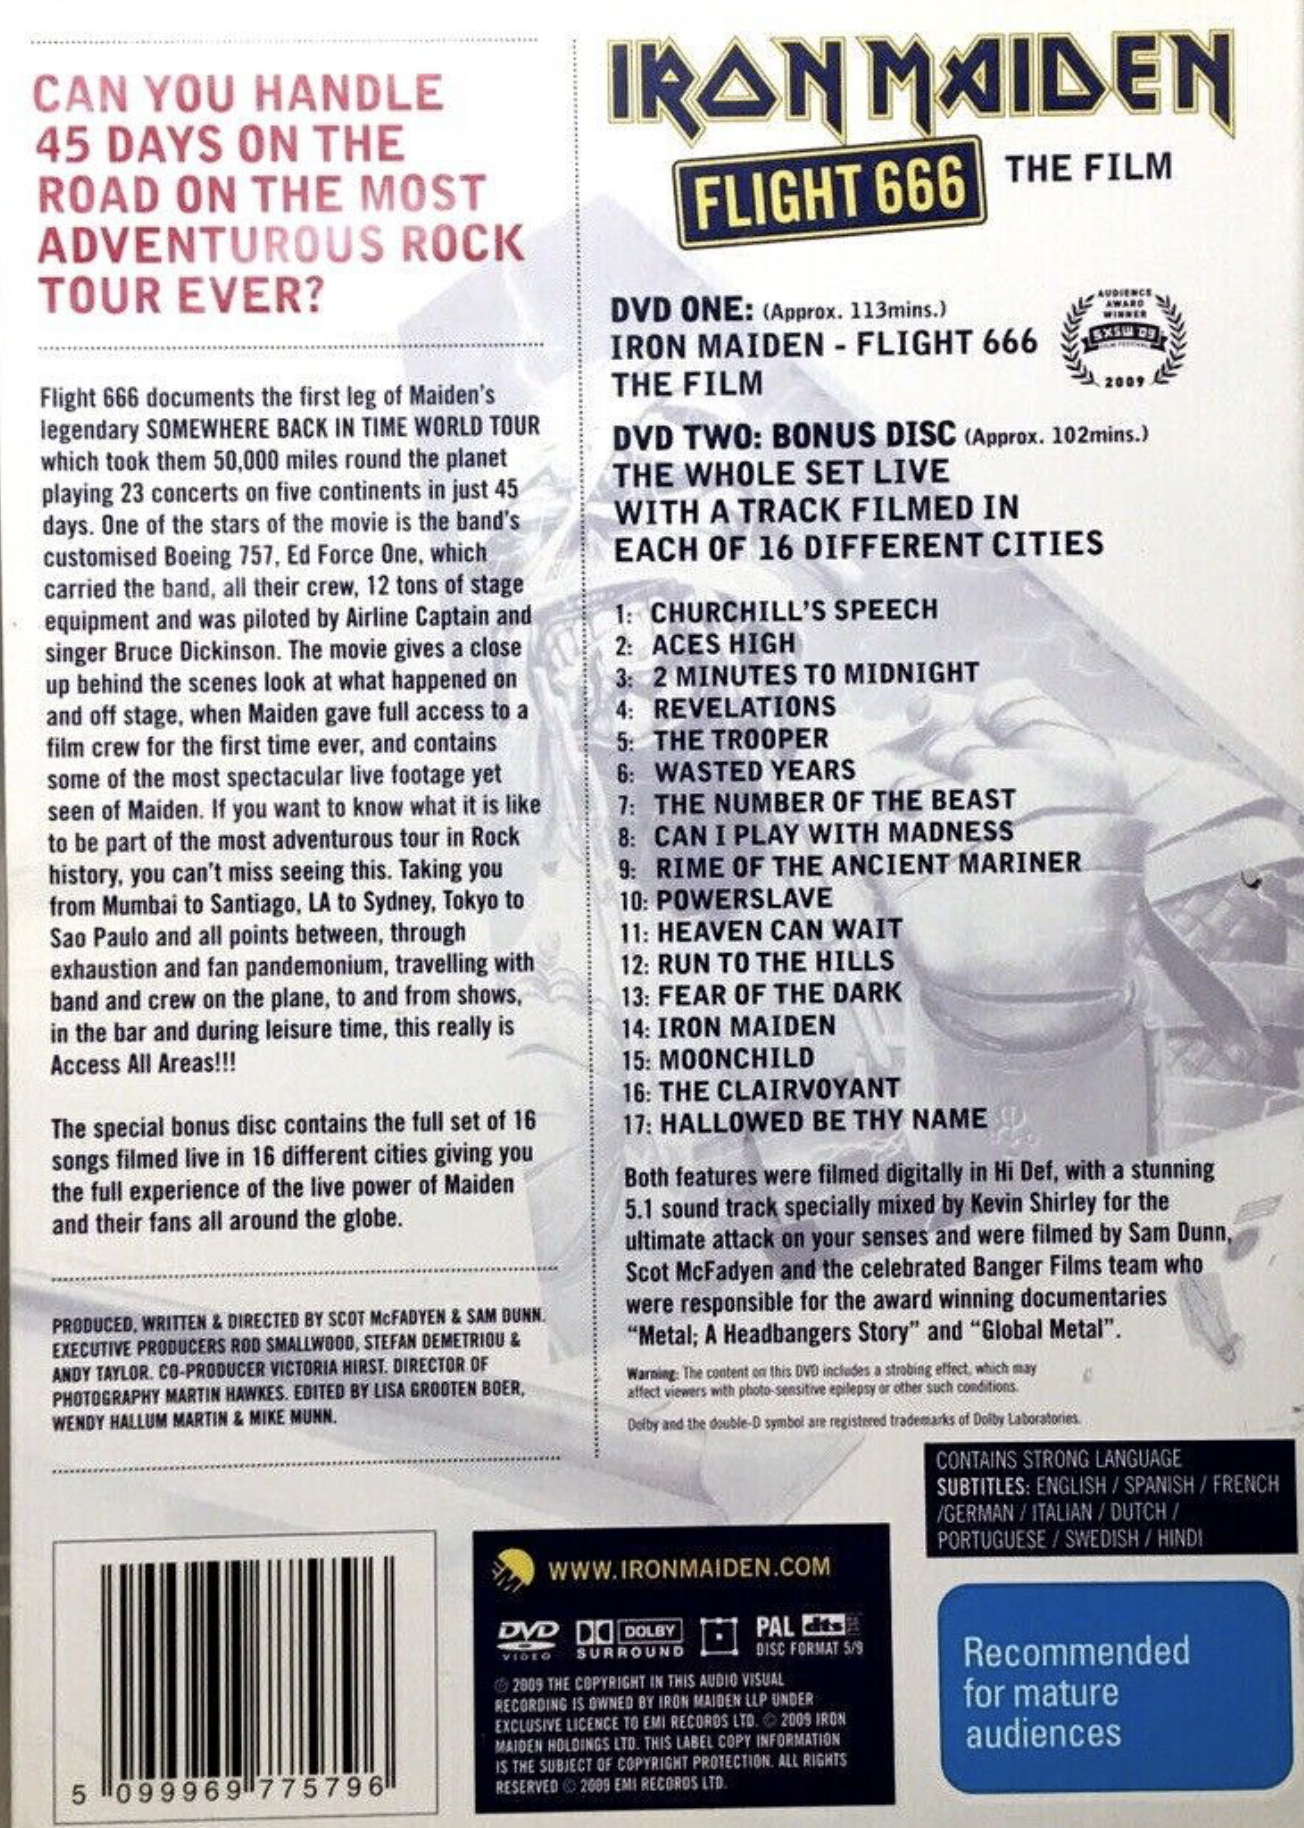 CAN YOU HANDLE
45 DAYS ON THE
ROAD ON THE MOST
ADVENTUROUS ROCK
TOUR EVER?
Flight 666 documents the first leg of Maiden's
legendary SOMEWHERE BACK IN TIME WORLD TOUR
which took them 50,000 miles round the planet
playing 23 concerts on five continents in just 45
days. One of the stars of the movie is the band's
customised Boeing 757, Ed Force One, which
carried the band, all their crew, 12 tons of stage
equipment and was piloted by Airline Captain and
singer Bruce Dickinson. The movie gives a close
up behind the scenes look at what happened on
and off stage, when Maiden gave full access to a
film crew for the first time ever, and contains
some of the most spectacular live footage yet
seen of Maiden. If you want to know what it is like
to be part of the most adventurous tour in Rock
history, you can't miss seeing this. Taking you
from Mumbai to Santiago, LA to Sydney, Tokyo to
Sao Paulo and all points between, through
exhaustion and fan pandemonium, travelling with
band and crew on the plane, to and from shows,
in the bar and during leisure time, this really is
Access All Areas!!!
The special bonus disc contains the full set of 16
songs filmed live in 16 different cities giving you
the full experience of the live power of Maiden
and their fans all around the globe.
PRODUCED, WRITTEN & DIRECTED BY SCOT McFADYEN & SAM DUNN.
EXECUTIVE PRODUCERS ROD SMALLWOOD, STEFAN DEMETRIOU &
ANDY TAYLOR. CO-PRODUCER VICTORIA HIRST. DIRECTOR OF
PHOTOGRAPHY MARTIN HAWKES. EDITED BY LISA GROOTEN BOER,
WENDY HALLUM MARTIN & MIKE MUNN.
IRON MAIDEN
FLIGHT 666 THE FILM
DVD ONE: (Approx. 113mins.)
IRON MAIDEN - FLIGHT 666
THE FILM
AUDIENCE
AWARD
WINNER
SXSW 09
FILM FESTIVAL
2009
DVD TWO: BONUS DISC (Approx. 102mins.)
THE WHOLE SET LIVE
WITH A TRACK FILMED IN
EACH OF 16 DIFFERENT CITIES
1: CHURCHILL'S SPEECH
2: ACES HIGH
3: 2 MINUTES TO MIDNIGHT
4: REVELATIONS
5: THE TROOPER
6: WASTED YEARS
7: THE NUMBER OF THE BEAST
8: CAN I PLAY WITH MADNESS
9: RIME OF THE ANCIENT MARINER
10: POWERSLAVE
11: HEAVEN CAN WAIT
12: RUN TO THE HILLS
13: FEAR OF THE DARK
14: IRON MAIDEN
15: MOONCHILD
16: THE CLAIRVOYANT
17: HALLOWED BE THY NAME
Both features were filmed digitally in Hi Def, with a stunning
5.1 sound track specially mixed by Kevin Shirley for the
ultimate attack on your senses and were filmed by Sam Dunn,
Scot McFadyen and the celebrated Banger Films team who
were responsible for the award winning documentaries
“Metal; A Headbangers Story” and “Global Metal”.
Warning: The content on this DVD includes a strobing effect, which may
affect viewers with photo-sensitive epilepsy or other such conditions.
Dolby and the double-D symbol are registered trademarks of Dolby Laboratories.
CONTAINS STRONG LANGUAGE
SUBTITLES: ENGLISH / SPANISH / FRENCH
/GERMAN / ITALIAN / DUTCH /
PORTUGUESE / SWEDISH / HINDI
5 099969 775796
WWW.IRONMAIDEN.COM
DVD VIDEO
DOLBY SURROUND
PAL dts
DISC FORMAT 5/9
© 2009 THE COPYRIGHT IN THIS AUDIO VISUAL
RECORDING IS OWNED BY IRON MAIDEN LLP UNDER
EXCLUSIVE LICENCE TO EMI RECORDS LTD. © 2009 IRON
MAIDEN HOLDINGS LTD. THIS LABEL COPY INFORMATION
IS THE SUBJECT OF COPYRIGHT PROTECTION. ALL RIGHTS
RESERVED © 2009 EMI RECORDS LTD.
Recommended
for mature
audiences